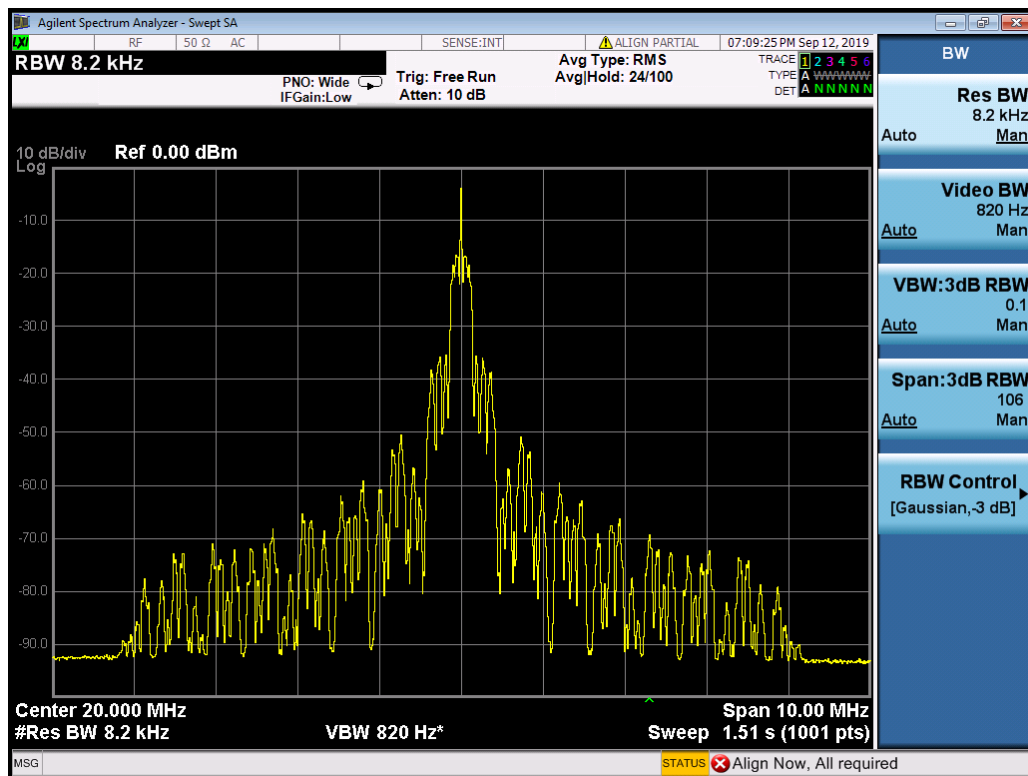 Agilent Spectrum Analyzer - Swept SA
LXI RF 50 Ω AC SENSE:INT ALIGN PARTIAL 07:09:25 PM Sep 12, 2019
RBW 8.2 kHz
PNO: Wide
IFGain:Low
Trig: Free Run
Atten: 10 dB
Avg Type: RMS
Avg|Hold: 24/100
TRACE 1 2 3 4 5 6
TYPE A W W W W W
DET A N N N N N
10 dB/div
Log
Ref 0.00 dBm
-10.0
-20.0
-30.0
-40.0
-50.0
-60.0
-70.0
-80.0
-90.0
Center 20.000 MHz
Span 10.00 MHz
#Res BW 8.2 kHz
VBW 820 Hz*
Sweep 1.51 s (1001 pts)
MSG
STATUS Align Now, All required
BW
Res BW
8.2 kHz
Auto Man
Video BW
820 Hz
Auto Man
VBW:3dB RBW
0.1
Auto Man
Span:3dB RBW
106
Auto Man
RBW Control
[Gaussian,-3 dB]